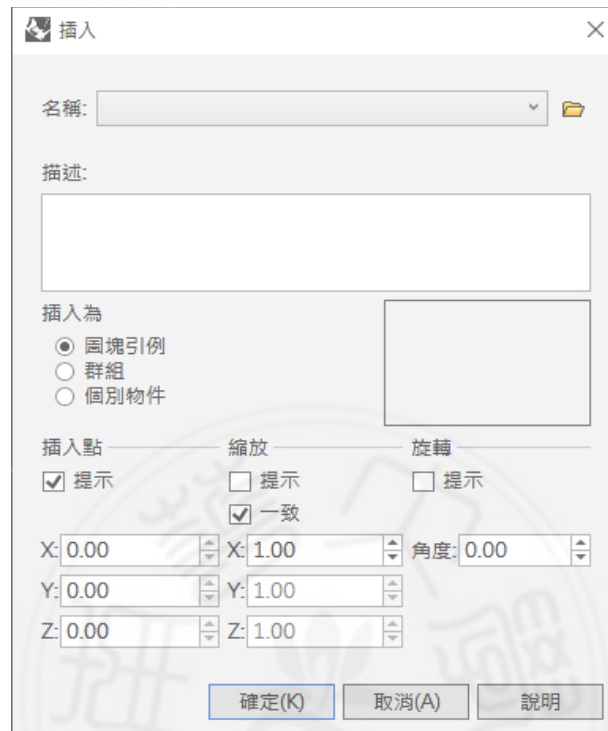 插入
名稱:
描述:
插入為
圖塊引例
群組
個別物件
插入點 縮放 旋轉
提示 提示 提示
一致
X: 0.00 X: 1.00 角度: 0.00
Y: 0.00 Y: 1.00
Z: 0.00 Z: 1.00
確定(K) 取消(A) 說明